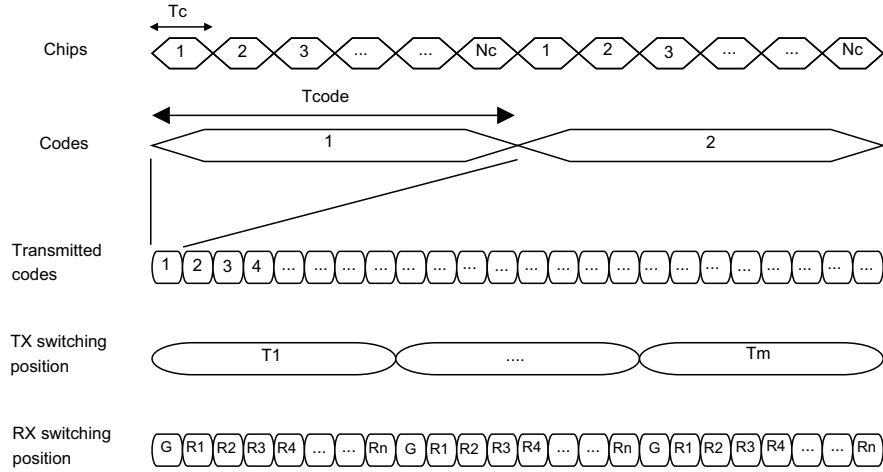 Tc
Chips 1 2 3 ... ... Nc 1 2 3 ... ... Nc
Tcode
Codes 1 2
Transmitted
codes
1 2 3 4 ... ... ... ... ... ... ... ... ... ... ... ... ... ... ... ... ... ... ... ...
TX switching
position
T1 .... Tm
RX switching
position
G R1 R2 R3 R4 ... ... Rn G R1 R2 R3 R4 ... ... Rn G R1 R2 R3 R4 ... ... Rn